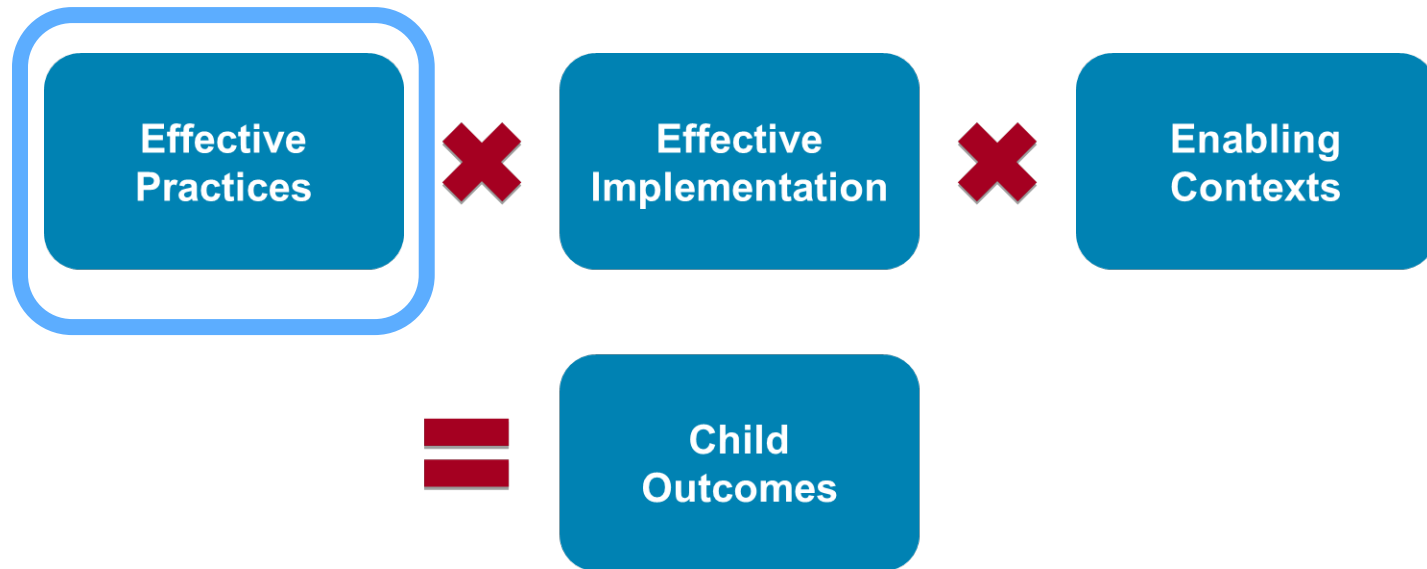 Effective
Practices
Effective
Implementation
Enabling
Contexts
Child
Outcomes